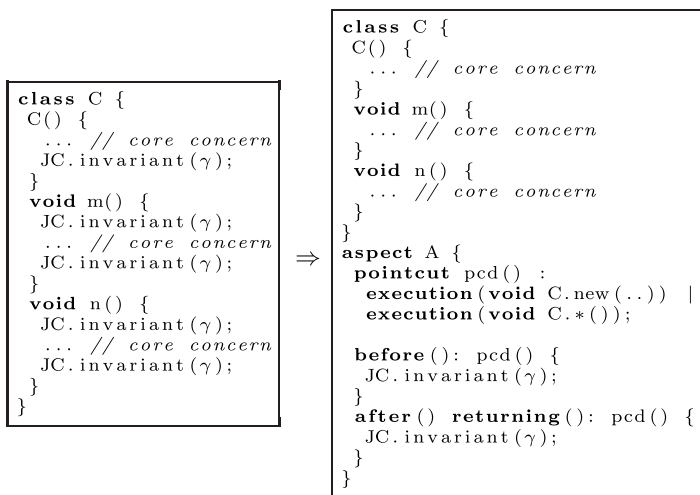 class C {
C() {
... // core concern
JC.invariant(γ);
}
void m() {
JC.invariant(γ);
... // core concern
JC.invariant(γ);
}
void n() {
JC.invariant(γ);
... // core concern
JC.invariant(γ);
}
}
⇒
class C {
C() {
... // core concern
}
void m() {
... // core concern
}
void n() {
... // core concern
}
}
aspect A {
pointcut pcd() :
execution(void C.new(..)) |
execution(void C.*());
before(): pcd() {
JC.invariant(γ);
}
after() returning(): pcd() {
JC.invariant(γ);
}
}